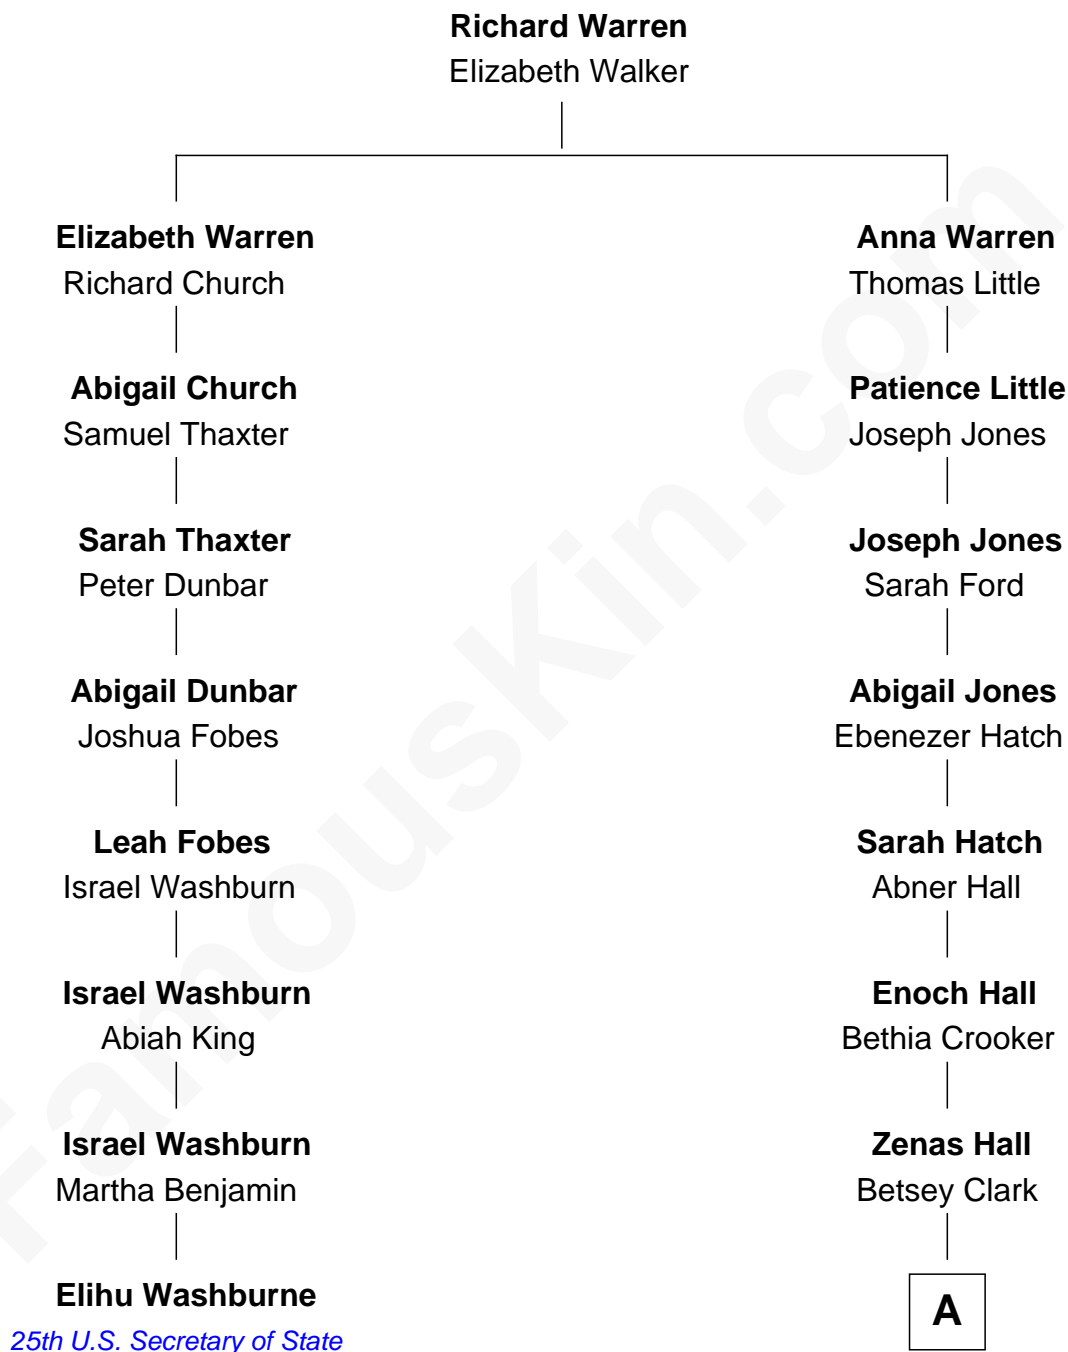 Richard Warren
Elizabeth Walker
Elizabeth Warren
Richard Church
Abigail Church
Samuel Thaxter
Sarah Thaxter
Peter Dunbar
Abigail Dunbar
Joshua Fobes
Leah Fobes
Israel Washburn
Israel Washburn
Abiah King
Israel Washburn
Martha Benjamin
Elihu Washburne
25th U.S. Secretary of State
Anna Warren
Thomas Little
Patience Little
Joseph Jones
Joseph Jones
Sarah Ford
Abigail Jones
Ebenezer Hatch
Sarah Hatch
Abner Hall
Enoch Hall
Bethia Crooker
Zenas Hall
Betsey Clark
A
FamousKin.com